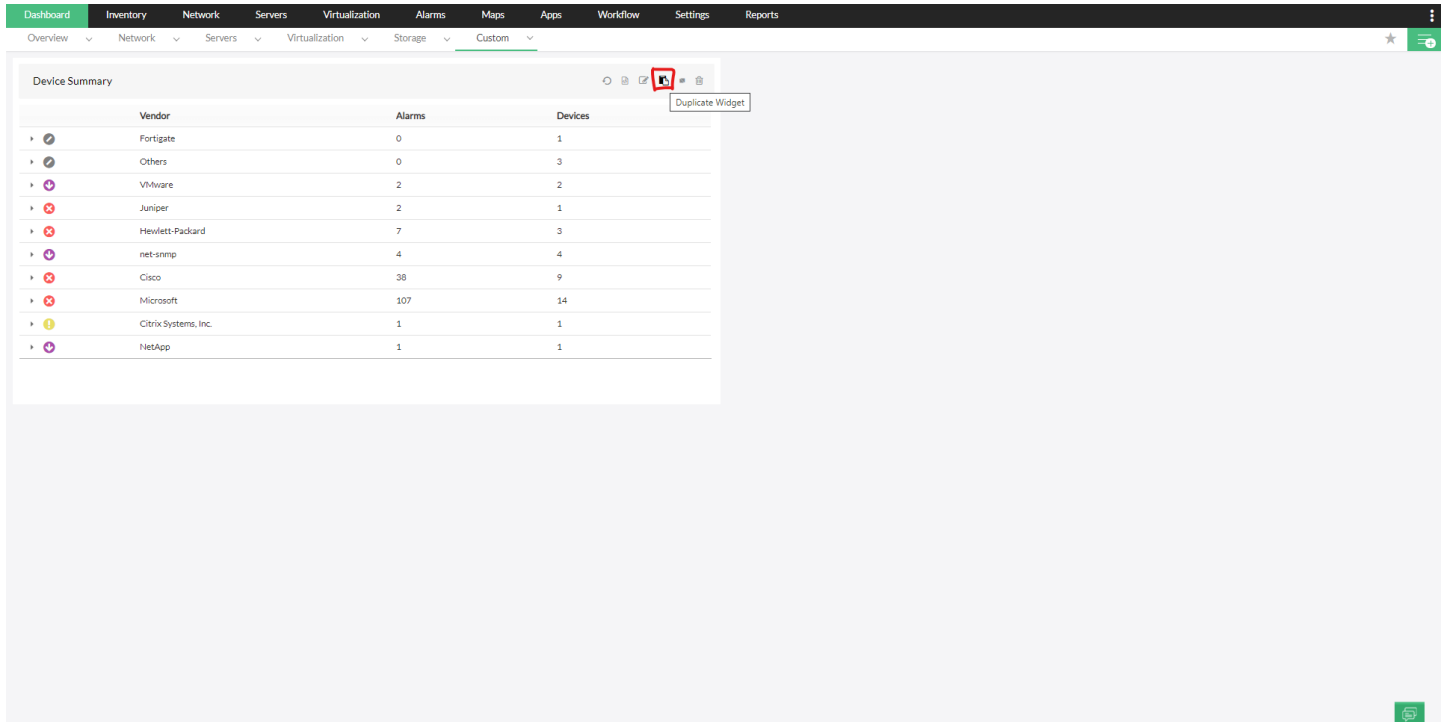 Dashboard Inventory Network Servers Virtualization Alarms Maps Apps Workflow Settings Reports
Overview Network Servers Virtualization Storage Custom
Device Summary
Duplicate Widget
Vendor Alarms Devices
Fortigate 0 1
Others 0 3
VMware 2 2
Juniper 2 1
Hewlett-Packard 7 3
net-snmp 4 4
Cisco 38 9
Microsoft 107 14
Citrix Systems, Inc. 1 1
NetApp 1 1